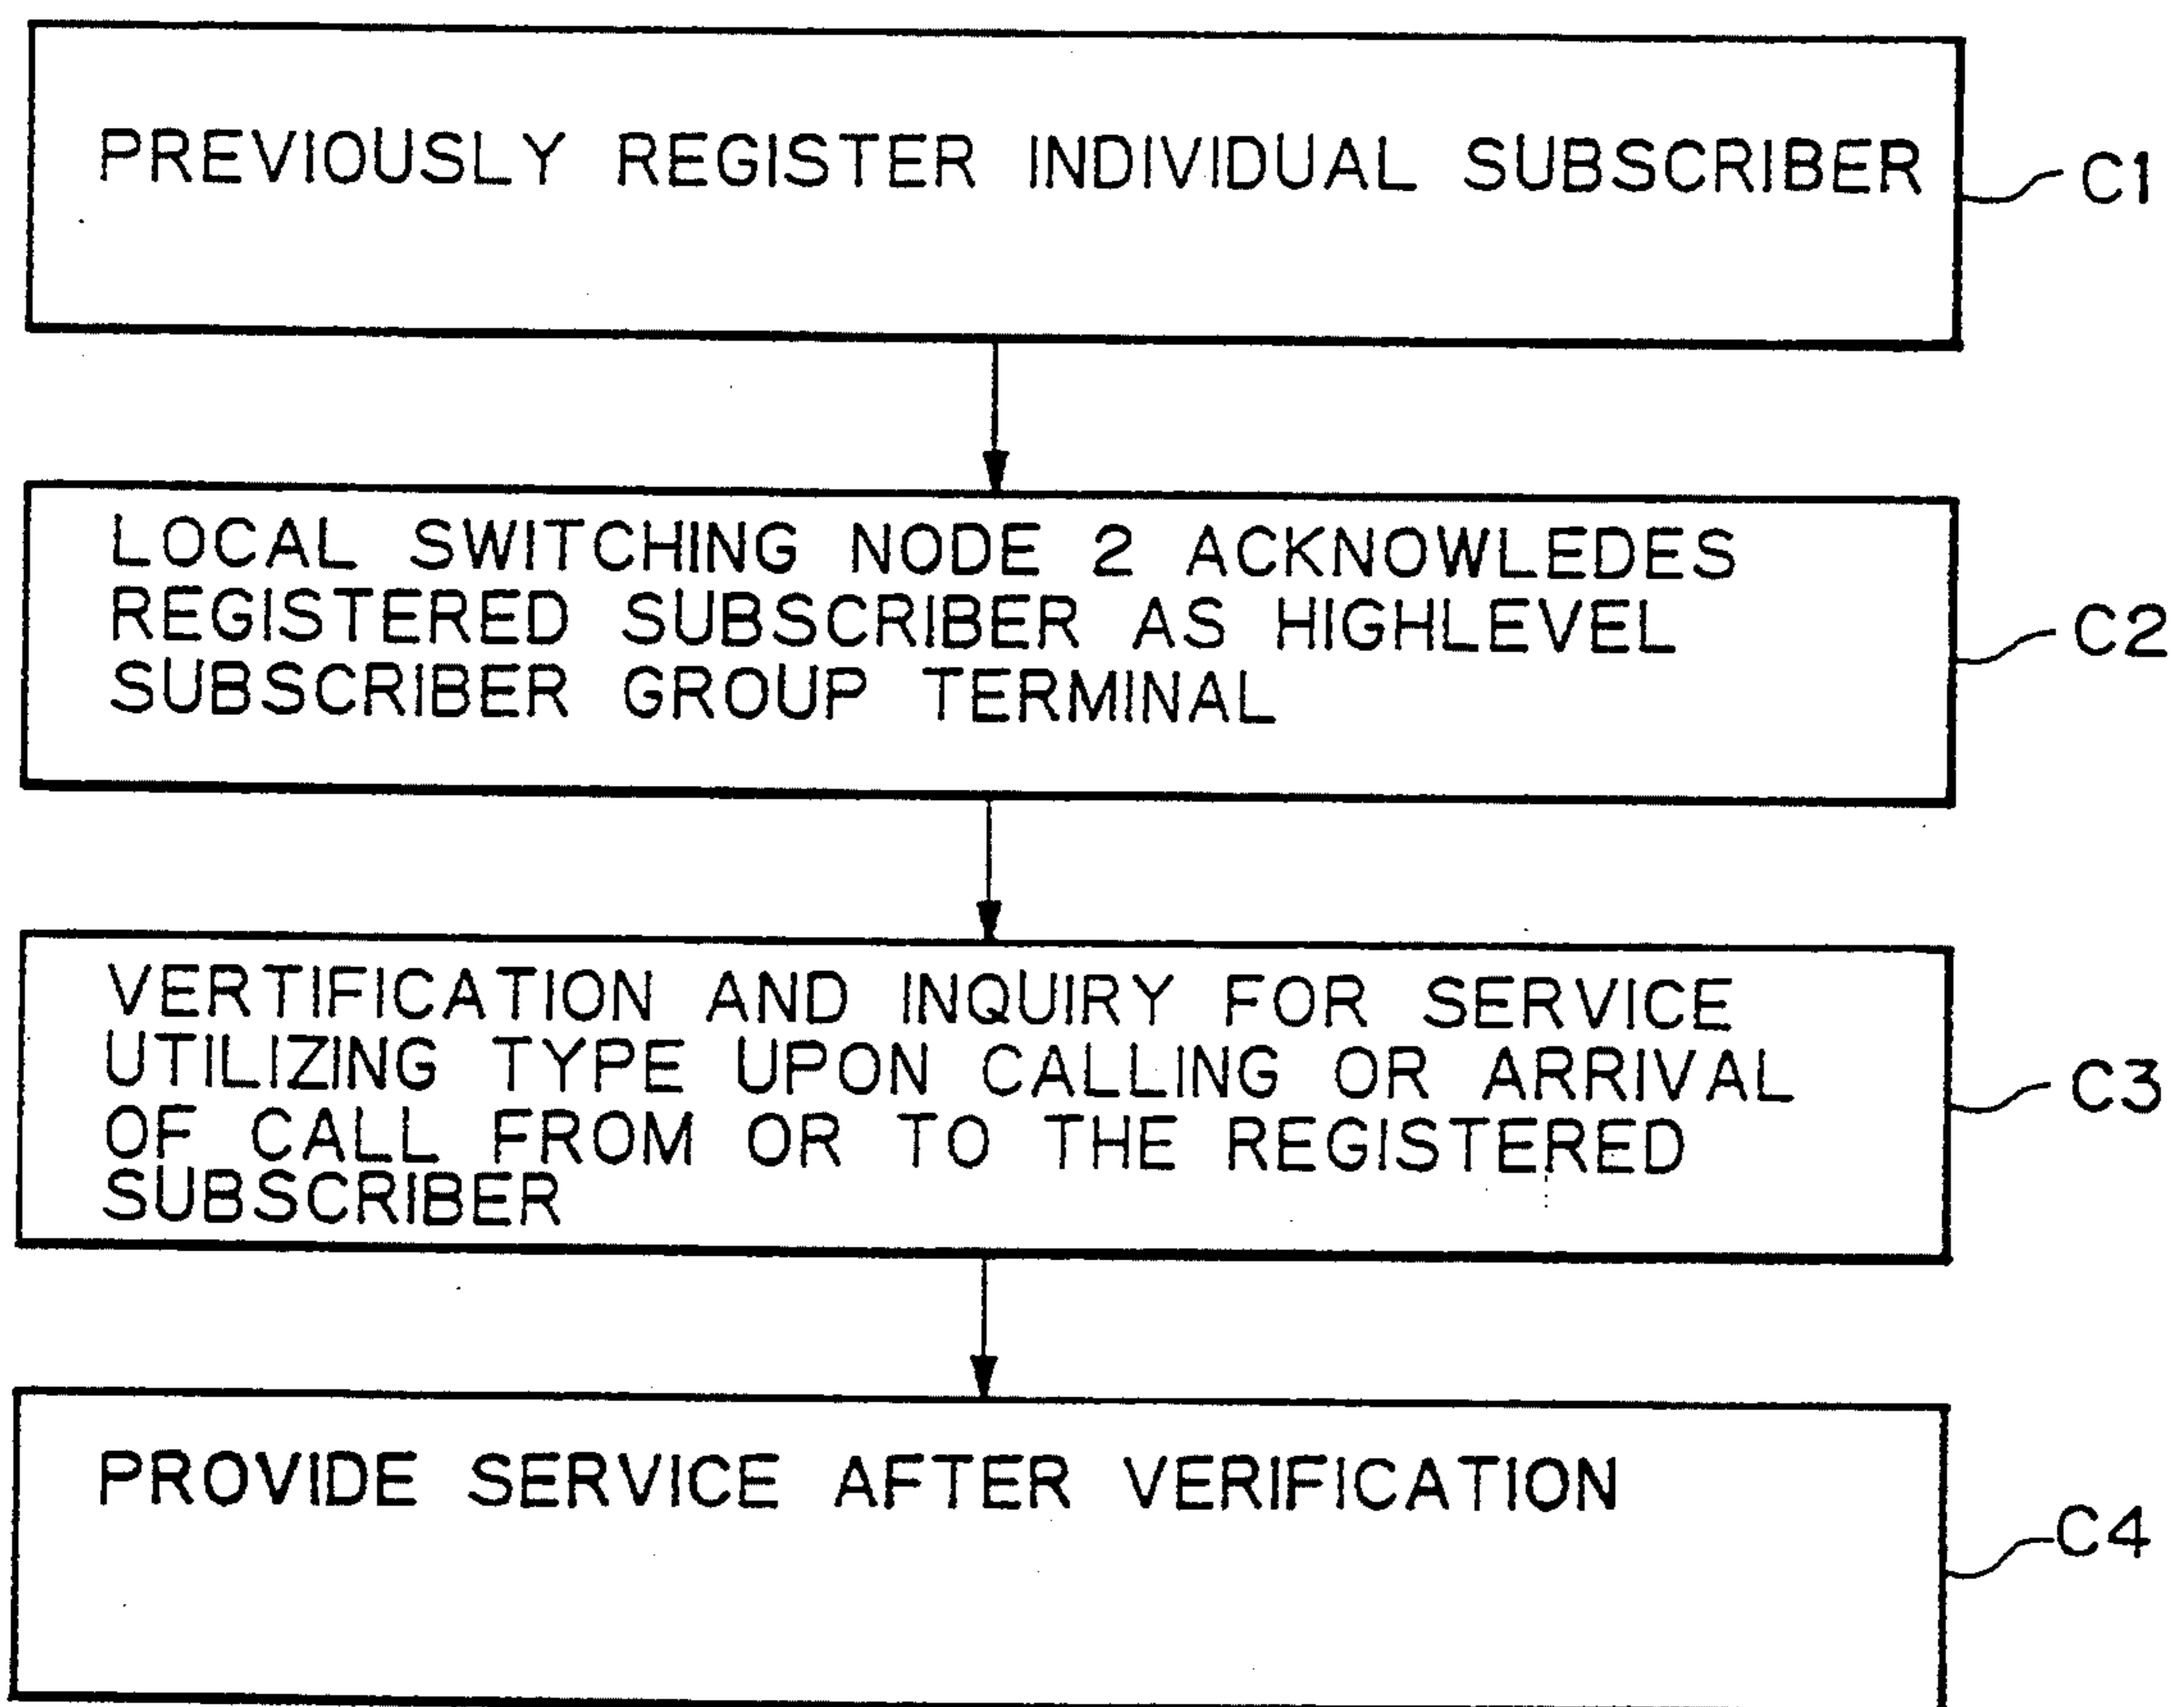 PREVIOUSLY REGISTER INDIVIDUAL SUBSCRIBER
C1
LOCAL SWITCHING NODE 2 ACKNOWLEDES
REGISTERED SUBSCRIBER AS HIGHLEVEL
SUBSCRIBER GROUP TERMINAL
C2
VERTIFICATION AND INQUIRY FOR SERVICE
UTILIZING TYPE UPON CALLING OR ARRIVAL
OF CALL FROM OR TO THE REGISTERED
SUBSCRIBER
C3
PROVIDE SERVICE AFTER VERIFICATION
C4